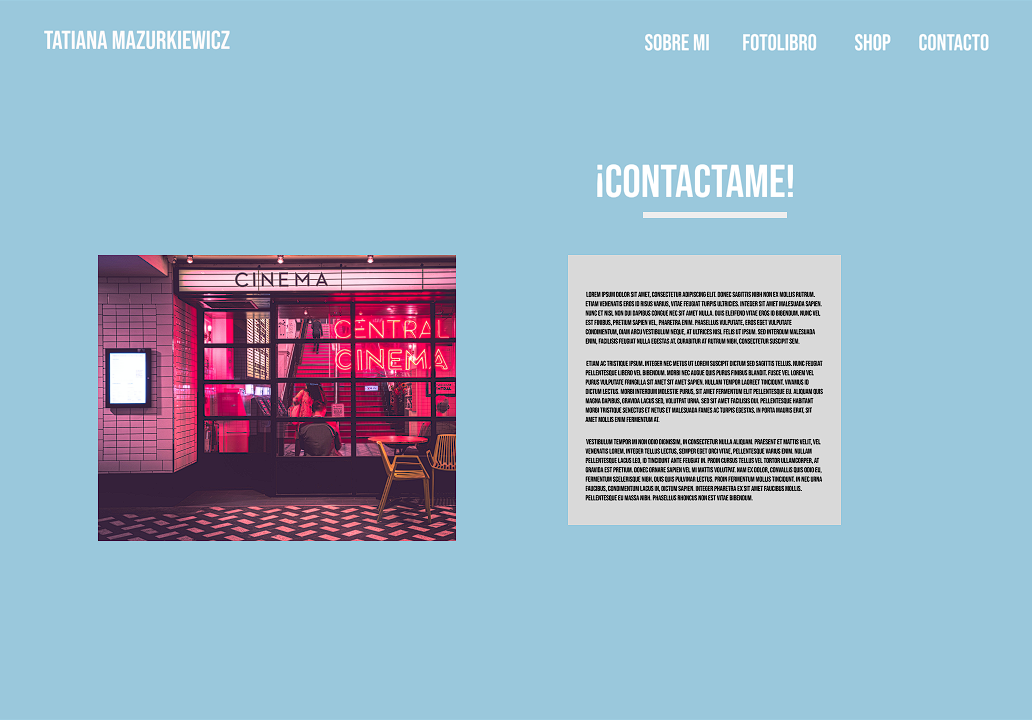 TATIANA MAZURKIEWICZ
SOBRE MI FOTOLIBRO SHOP CONTACTO
¡CONTACTAME!
CINEMA
CENTRAL
CINEMA
LOREM IPSUM DOLOR SIT AMET, CONSECTETUR ADIPISCING ELIT. DONEC SAGITTIS NIBH NON EX MOLLIS RUTRUM.
ETIAM VENENATIS EROS ID RISUS VARIUS, VITAE FEUGIAT TURPIS ULTRICIES. INTEGER SIT AMET MALESUADA SAPIEN.
NUNC ET NISL NON DUI DAPIBUS CONGUE NEC SIT AMET NULLA. DUIS ELEIFEND VITAE EROS ID BIBENDUM. NUNC VEL
EST FINIBUS, PRETIUM SAPIEN VEL, PHARETRA ENIM. PHASELLUS VULPUTATE, EROS EGET VULPUTATE
CONDIMENTUM, DIAM ARCU VESTIBULUM NEQUE, AT ULTRICES NISL FELIS UT IPSUM. SED INTERDUM MALESUADA
ENIM, FACILISIS FEUGIAT NULLA EGESTAS AT. CURABITUR AT RUTRUM NIBH, CONSECTETUR SUSCIPIT SEM.
ETIAM AC TRISTIQUE IPSUM. INTEGER NEC METUS UT LOREM SUSCIPIT DICTUM SED SAGITTIS TELLUS. NUNC FEUGIAT
PELLENTESQUE LIBERO VEL BIBENDUM. MORBI NEC AUGUE QUIS PURUS FINIBUS BLANDIT. FUSCE VEL LOREM VEL
PURUS VULPUTATE FRINGILLA SIT AMET SIT AMET SAPIEN. NULLAM TEMPOR LAOREET TINCIDUNT. VIVAMUS ID
DICTUM LECTUS. MORBI INTERDUM MOLESTIE PURUS, SIT AMET FERMENTUM ELIT PELLENTESQUE EU. ALIQUAM QUIS
MAGNA DAPIBUS, GRAVIDA LACUS SED, VOLUTPAT URNA. SED SIT AMET FACILISIS DUI. PELLENTESQUE HABITANT
MORBI TRISTIQUE SENECTUS ET NETUS ET MALESUADA FAMES AC TURPIS EGESTAS. IN PORTA MAURIS ERAT, SIT
AMET MOLLIS ENIM FERMENTUM AT.
VESTIBULUM TEMPOR MI NON ODIO DIGNISSIM, IN CONSECTETUR NULLA ALIQUAM. PRAESENT ET MATTIS VELIT, VEL
VENENATIS LOREM. INTEGER TELLUS LECTUS, SEMPER EGET ORCI VITAE, PELLENTESQUE VARIUS ENIM. NULLAM
PELLENTESQUE LACUS LEO, ID TINCIDUNT ANTE FEUGIAT IN. PROIN CURSUS TELLUS VEL TORTOR ULLAMCORPER, AT
GRAVIDA EST PRETIUM. DONEC ORNARE SAPIEN VEL MI MATTIS VOLUTPAT. NAM EX DOLOR, CONVALLIS QUIS ODIO EU,
FERMENTUM SCELERISQUE NIBH. DUIS QUIS PULVINAR LECTUS. PROIN FERMENTUM MOLLIS TINCIDUNT. IN NEC URNA
FAUCIBUS, CONDIMENTUM LACUS IN, DICTUM SAPIEN. INTEGER PHARETRA EX SIT AMET FAUCIBUS MOLLIS.
PELLENTESQUE EU MASSA NIBH. PHASELLUS RHONCUS NON EST VITAE BIBENDUM.